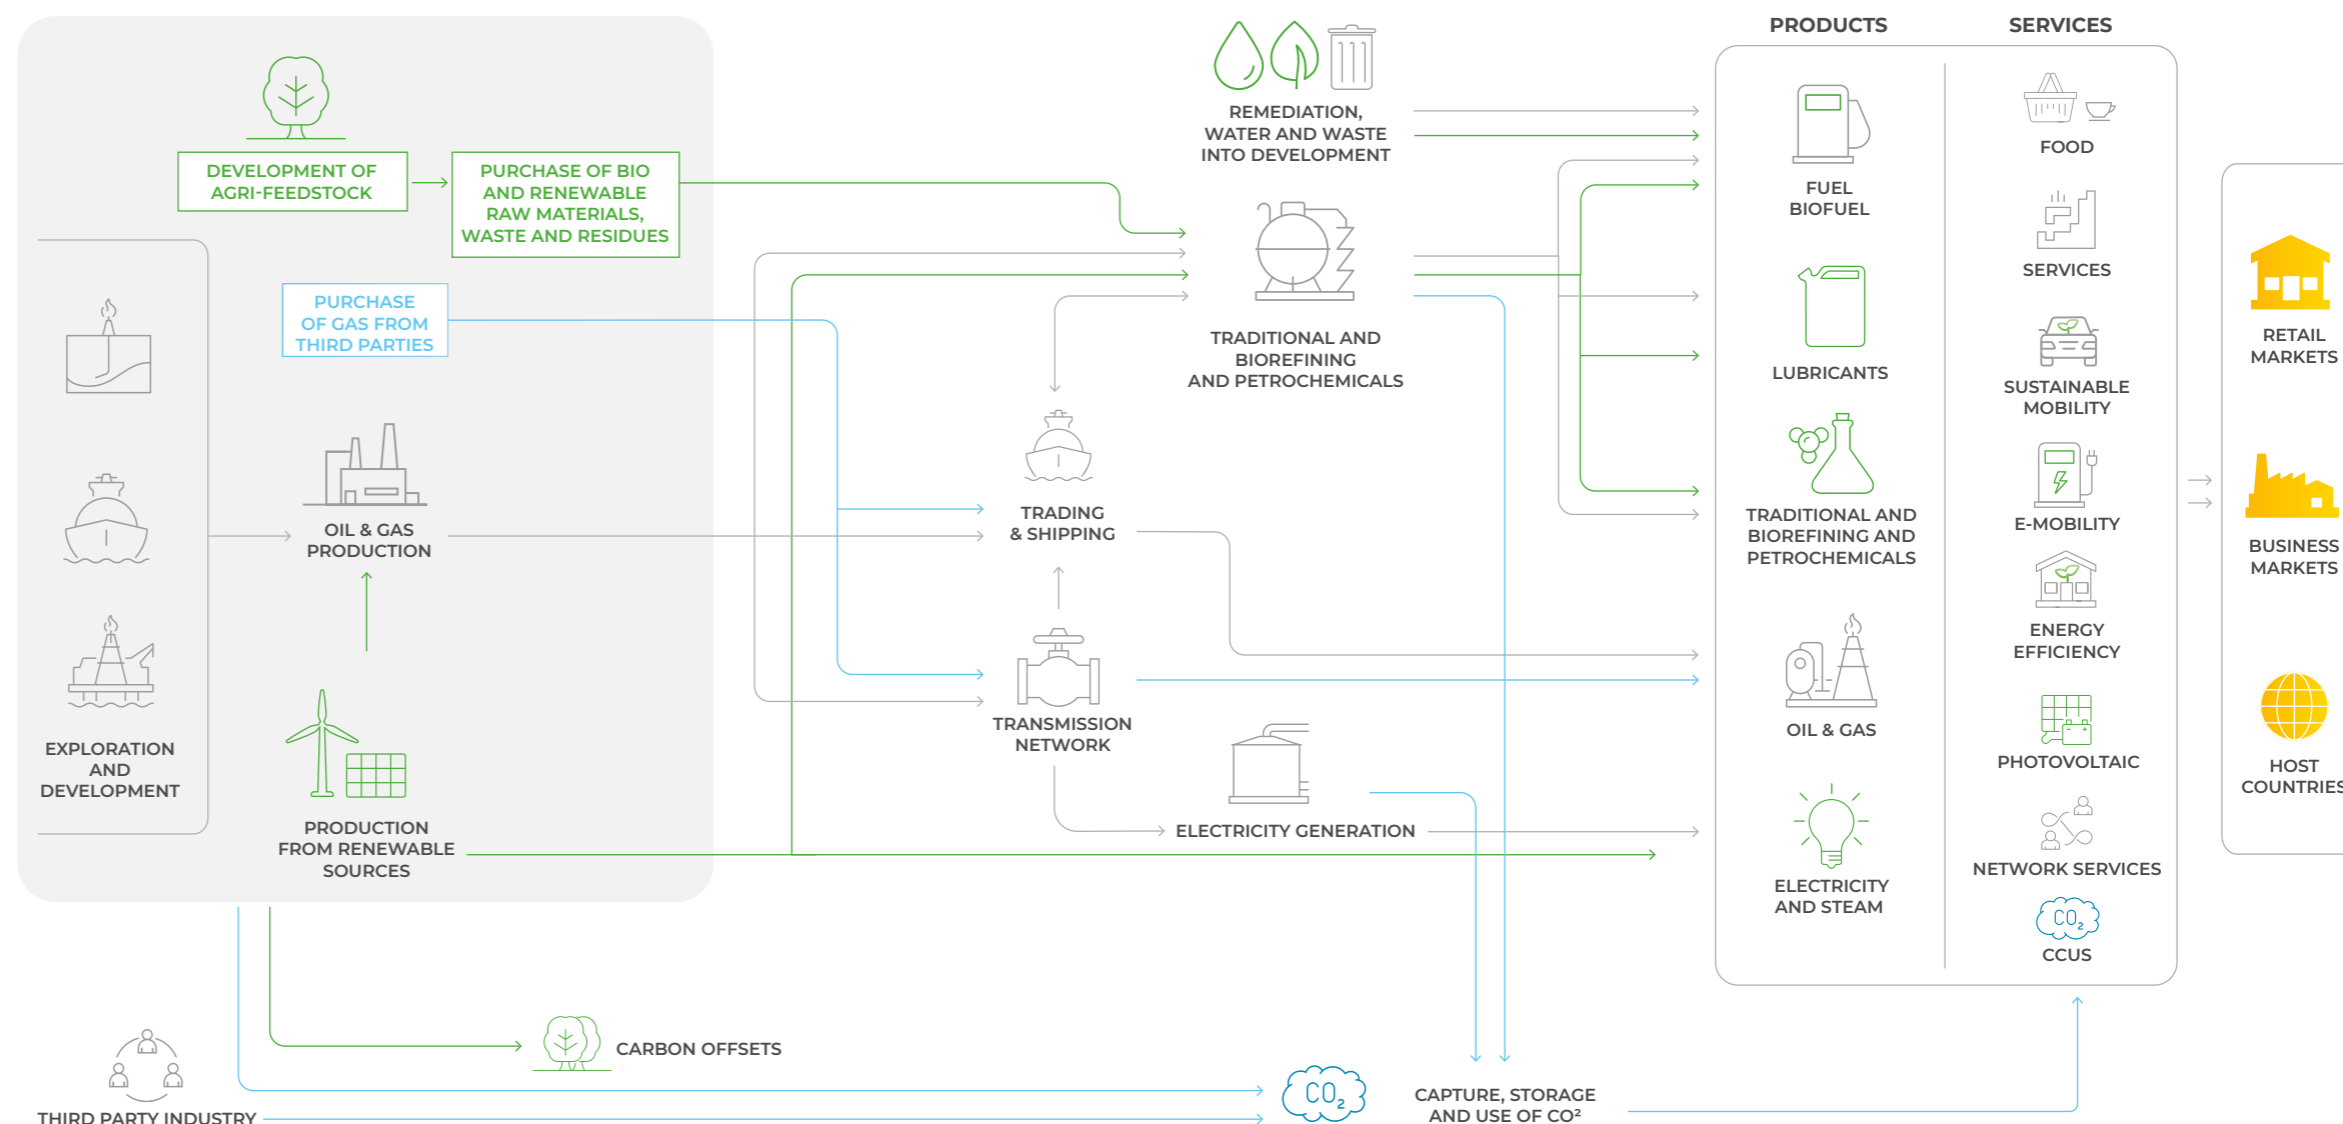 DEVELOPMENT OF
AGRI-FEEDSTOCK
PURCHASE OF BIO
AND RENEWABLE
RAW MATERIALS,
WASTE AND RESIDUES
PURCHASE
OF GAS FROM
THIRD PARTIES
OIL & GAS
PRODUCTION
EXPLORATION
AND
DEVELOPMENT
PRODUCTION
FROM RENEWABLE
SOURCES
REMEDIATION,
WATER AND WASTE
INTO DEVELOPMENT
TRADITIONAL AND
BIOREFINING
AND PETROCHEMICALS
TRADING
& SHIPPING
TRANSMISSION
NETWORK
ELECTRICITY GENERATION
CARBON OFFSETS
THIRD PARTY INDUSTRY
CO₂
CAPTURE, STORAGE
AND USE OF CO²
PRODUCTS
FUEL
BIOFUEL
LUBRICANTS
TRADITIONAL AND
BIOREFINING AND
PETROCHEMICALS
OIL & GAS
ELECTRICITY
AND STEAM
SERVICES
FOOD
SERVICES
SUSTAINABLE
MOBILITY
E-MOBILITY
ENERGY
EFFICIENCY
PHOTOVOLTAIC
NETWORK SERVICES
CO₂
CCUS
RETAIL
MARKETS
BUSINESS
MARKETS
HOST
COUNTRIES